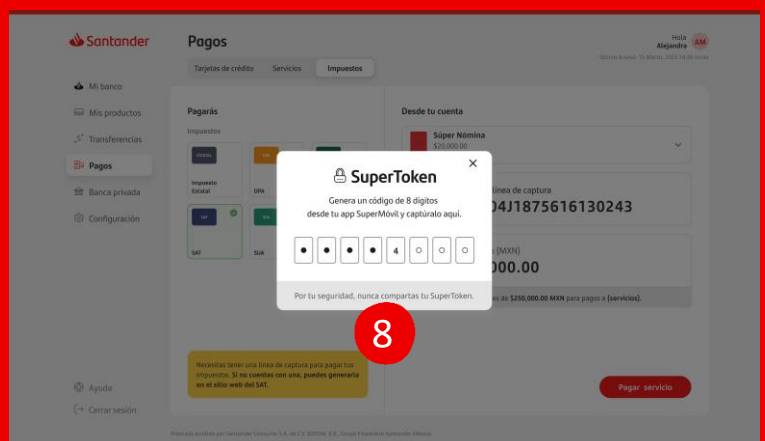 Santander
Pagos
Hola
Alejandra
AM
Tarjetas de crédito
Servicios
Impuestos
Mi banco
Mis productos
Transferencias
Pagos
Banca privada
Configuración
Pagarás
Impuestos
Impuesto
Estatal
DPA
SAT
SUA
Desde tu cuenta
Súper Nómina
$20,000.00
línea de captura
04J1875616130243
(MXN)
000.00
es de $250,000.00 MXN para pagos a (servicios).
SuperToken
Genera un código de 8 dígitos
desde tu app SuperMóvil y captúralo aquí.
4
Por tu seguridad, nunca compartas tu SuperToken.
8
Necesitas tener una línea de captura para pagar tus
impuestos. Si no cuentas con una, puedes generarla
en el sitio web del SAT.
Pagar servicio
Ayuda
Cerrar sesión